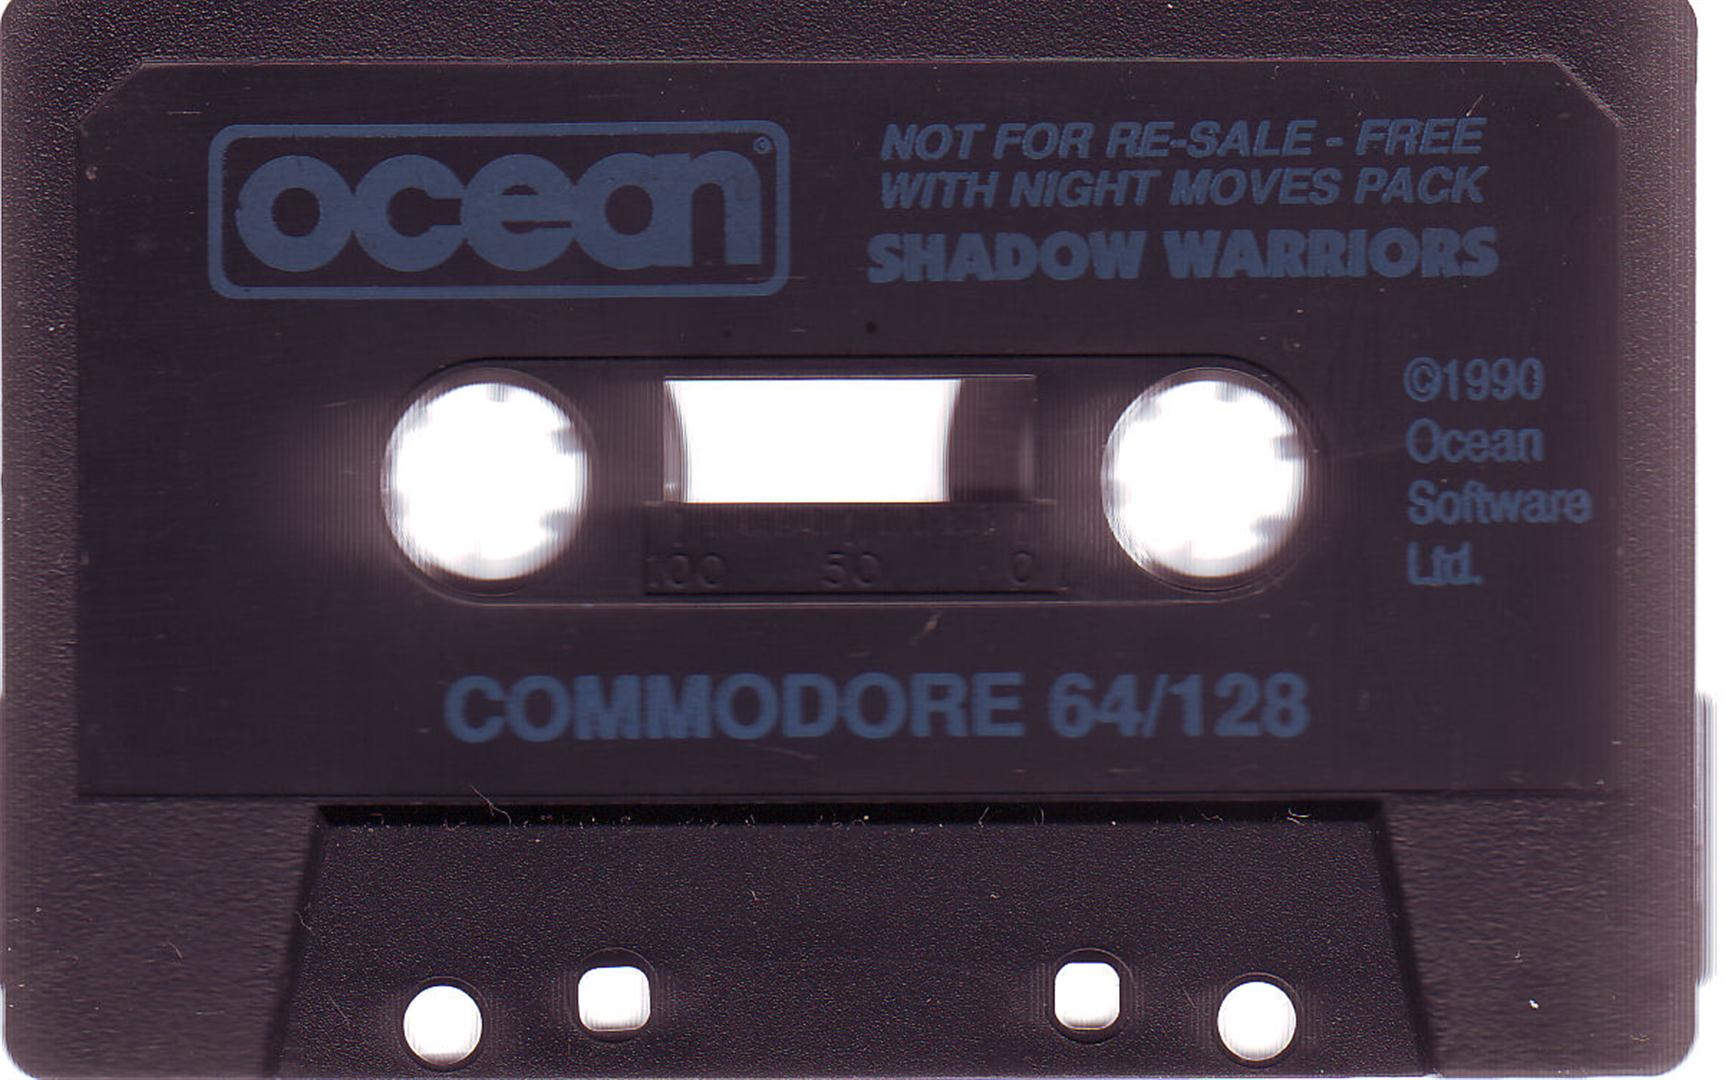 ocean
NOT FOR RE-SALE - FREE
WITH NIGHT MOVES PACK
SHADOW WARRIORS
©1990
Ocean
Software
Ltd.
100 50 0
COMMODORE 64/128